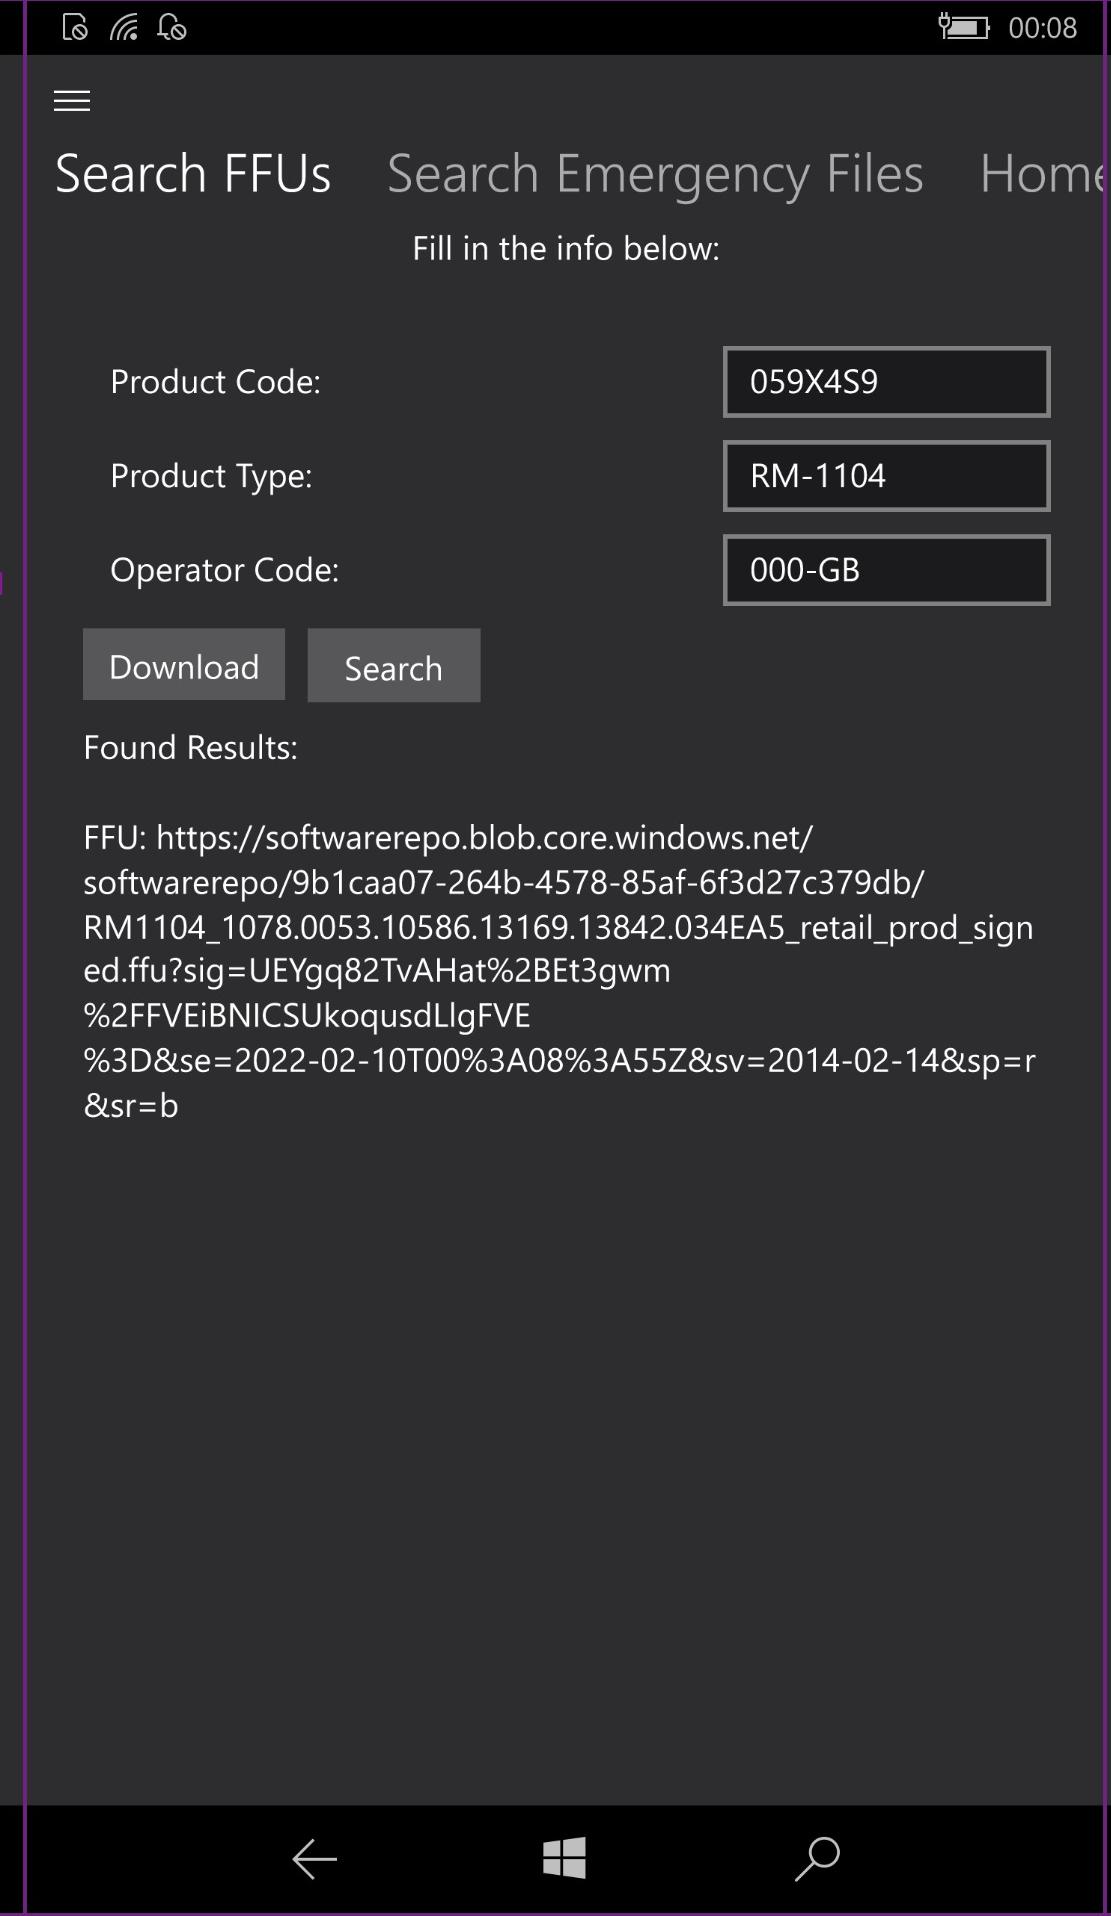 00:08
Search FFUs Search Emergency Files Home
Fill in the info below:
Product Code: 059X4S9
Product Type: RM-1104
Operator Code: 000-GB
Download Search
Found Results:
FFU: https://softwarerepo.blob.core.windows.net/
softwarerepo/9b1caa07-264b-4578-85af-6f3d27c379db/
RM1104_1078.0053.10586.13169.13842.034EA5_retail_prod_sign
ed.ffu?sig=UEYgq82TvAHat%2BEt3gwm
%2FFVEiBNICSUkoqusdLlgFVE
%3D&se=2022-02-10T00%3A08%3A55Z&sv=2014-02-14&sp=r
&sr=b